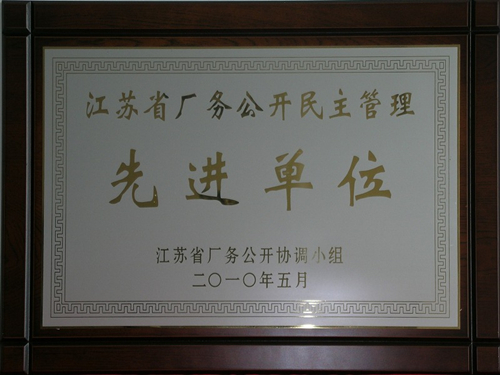 江苏省厂务公开民主管理
先进单位
江苏省厂务公开协调小组
二〇一〇年五月